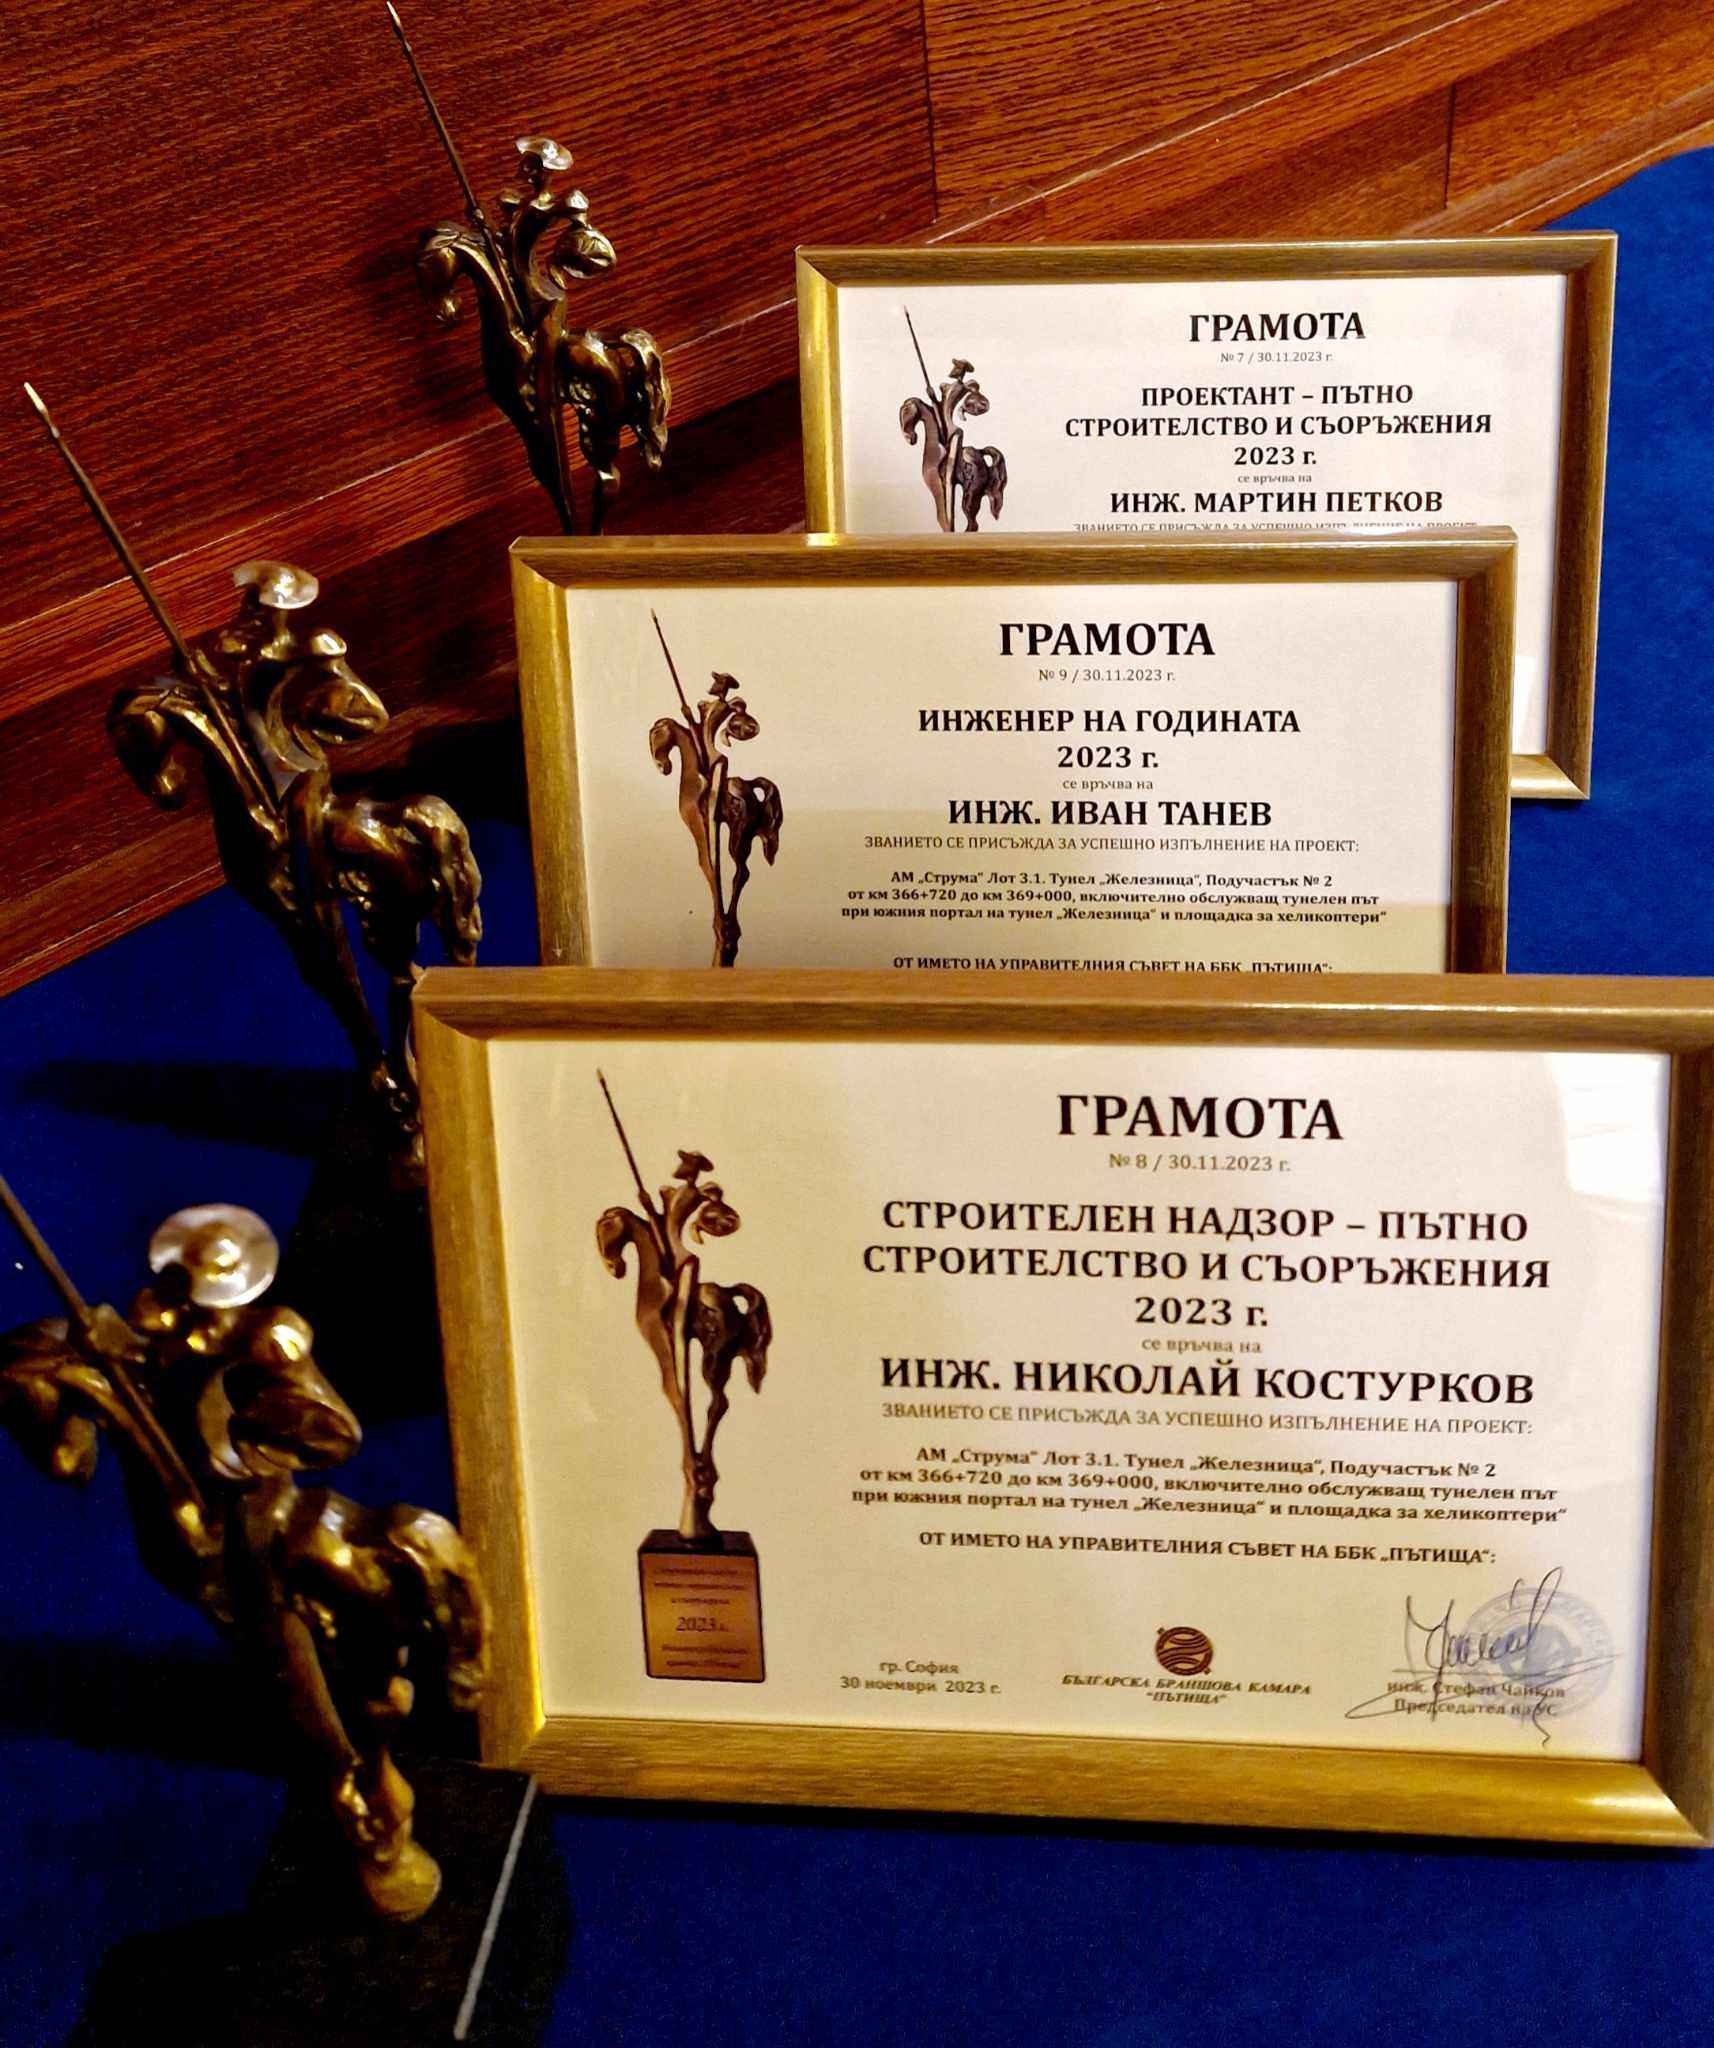 ГРАМОТА
№ 7 / 30.11.2023 г.
ПРОЕКТАНТ – ПЪТНО
СТРОИТЕЛСТВО И СЪОРЪЖЕНИЯ
2023 г.
се връчва на
ИНЖ. МАРТИН ПЕТКОВ
ЗВАНИЕТО СЕ ПРИСЪЖДА ЗА УСПЕШНО ИЗПЪЛНЕНИЕ НА ПРОЕКТ
ГРАМОТА
№ 9 / 30.11.2023 г.
ИНЖЕНЕР НА ГОДИНАТА
2023 г.
се връчва на
ИНЖ. ИВАН ТАНЕВ
ЗВАНИЕТО СЕ ПРИСЪЖДА ЗА УСПЕШНО ИЗПЪЛНЕНИЕ НА ПРОЕКТ:
АМ „Струма“ Лот 3.1. Тунел „Железница“, Подучастък № 2
от км 366+720 до км 369+000, включително обслужващ тунелен път
при южния портал на тунел „Железница“ и площадка за хеликоптери“
ОТ ИМЕТО НА УПРАВИТЕЛНИЯ СЪВЕТ НА ББК „ПЪТИЩА“:
ГРАМОТА
№ 8 / 30.11.2023 г.
СТРОИТЕЛЕН НАДЗОР – ПЪТНО
СТРОИТЕЛСТВО И СЪОРЪЖЕНИЯ
2023 г.
се връчва на
ИНЖ. НИКОЛАЙ КОСТУРКОВ
ЗВАНИЕТО СЕ ПРИСЪЖДА ЗА УСПЕШНО ИЗПЪЛНЕНИЕ НА ПРОЕКТ:
АМ „Струма“ Лот 3.1. Тунел „Железница“, Подучастък № 2
от км 366+720 до км 369+000, включително обслужващ тунелен път
при южния портал на тунел „Железница“ и площадка за хеликоптери“
ОТ ИМЕТО НА УПРАВИТЕЛНИЯ СЪВЕТ НА ББК „ПЪТИЩА“:
2023 г.
гр. София
30 ноември 2023 г.
БЪЛГАРСКА БРАНШОВА КАМАРА
"ПЪТИЩА"
инж. Стефан Чайков
Председател на УС